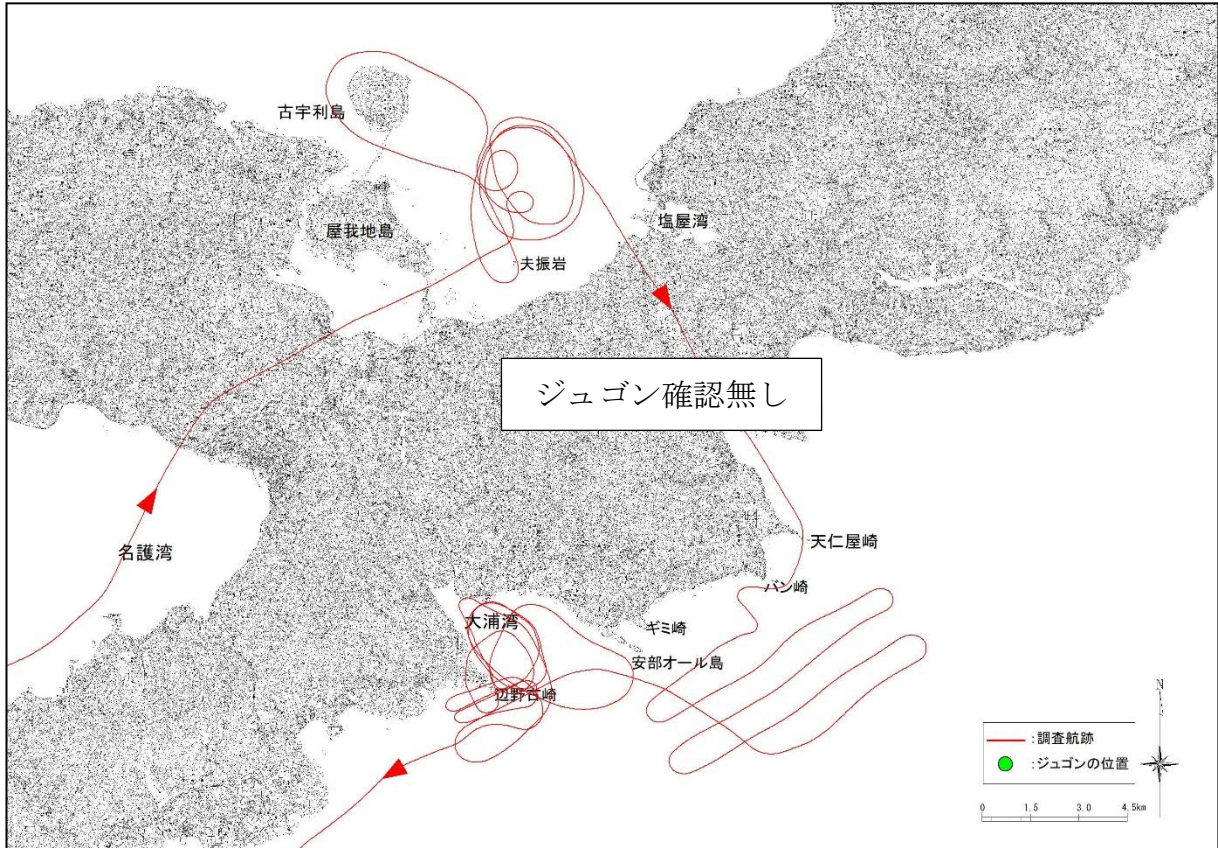 古宇利島
屋我地島
塩屋湾
夫振岩
ジュゴン確認無し
名護湾
天仁屋崎
バン崎
大浦湾
ギミ崎
安部オール島
辺野古崎
N
:調査航跡
:ジュゴンの位置
0 1.5 3.0 4.5km